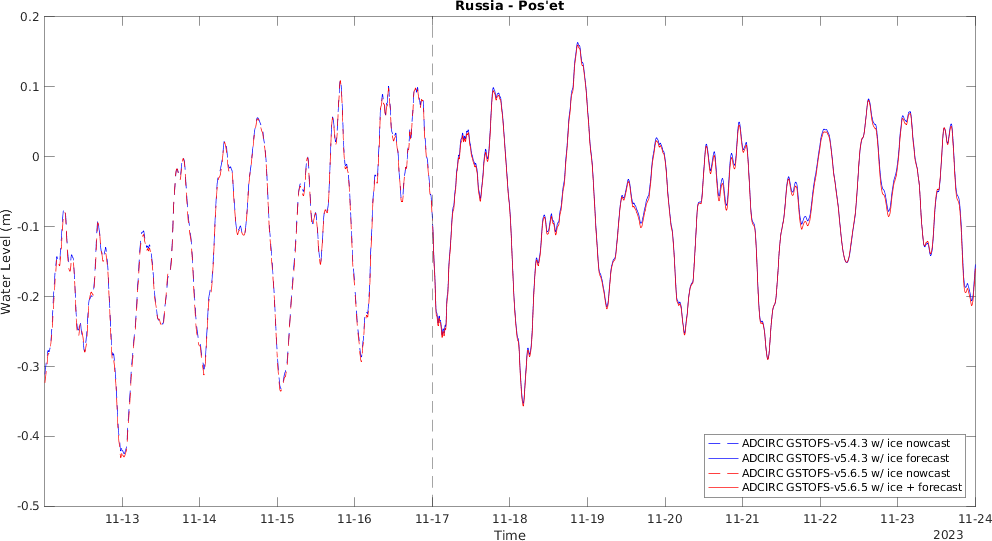 Russia - Pos'et
0.2
0.1
0
-0.1
-0.2
-0.3
-0.4
-0.5
Water Level (m)
ADCIRC GSTOFS-v5.4.3 w/ ice nowcast
ADCIRC GSTOFS-v5.4.3 w/ ice forecast
ADCIRC GSTOFS-v5.6.5 w/ ice nowcast
ADCIRC GSTOFS-v5.6.5 w/ ice + forecast
11-13 11-14 11-15 11-16 11-17 11-18 11-19 11-20 11-21 11-22 11-23 11-24
Time
2023